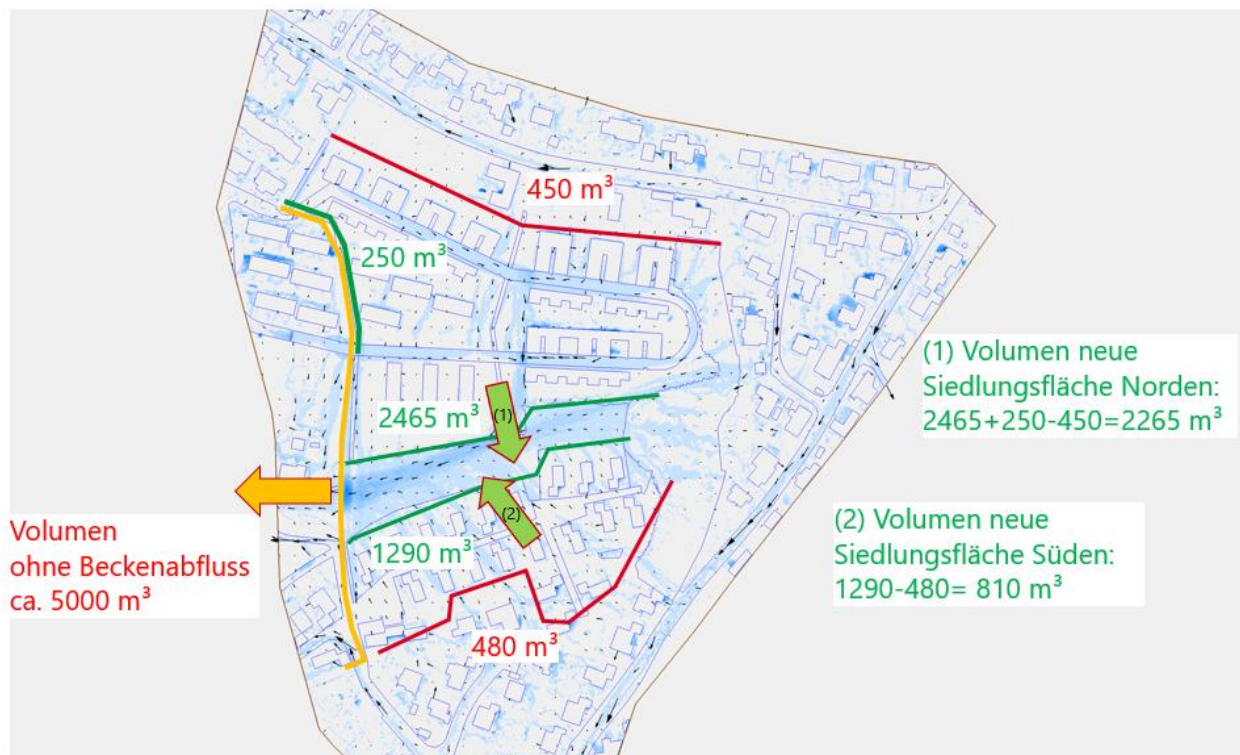 450 m³
250 m³
(1) Volumen neue
Siedlungsfläche Norden:
2465+250-450=2265 m³
2465 m³
(1)
(2)
Volumen
ohne Beckenabfluss
ca. 5000 m³
1290 m³
(2) Volumen neue
Siedlungsfläche Süden:
1290-480= 810 m³
480 m³